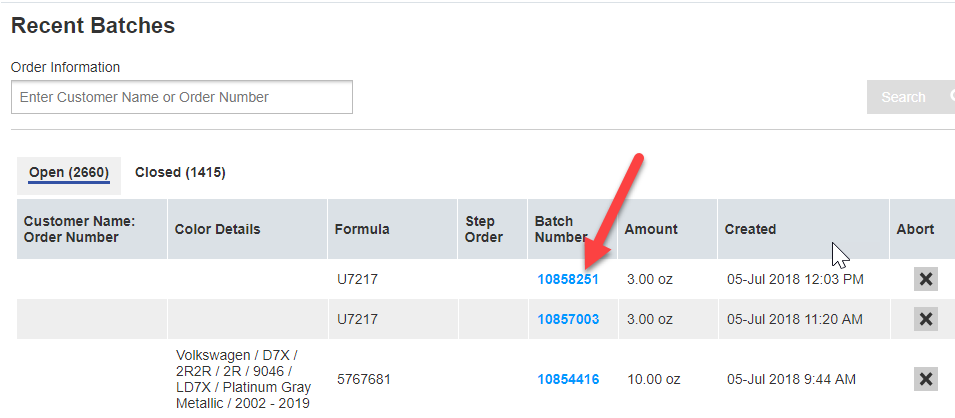 Recent Batches
Order Information
Enter Customer Name or Order Number
Search
Open (2660) Closed (1415)
Customer Name: Order Number Color Details Formula Step Order Batch Number Amount Created Abort
U7217 10858251 3.00 oz 05-Jul 2018 12:03 PM
U7217 10857003 3.00 oz 05-Jul 2018 11:20 AM
Volkswagen / D7X /
2R2R / 2R / 9046 /
LD7X / Platinum Gray
Metallic / 2002 - 2019
5767681 10854416 10.00 oz 05-Jul 2018 9:44 AM